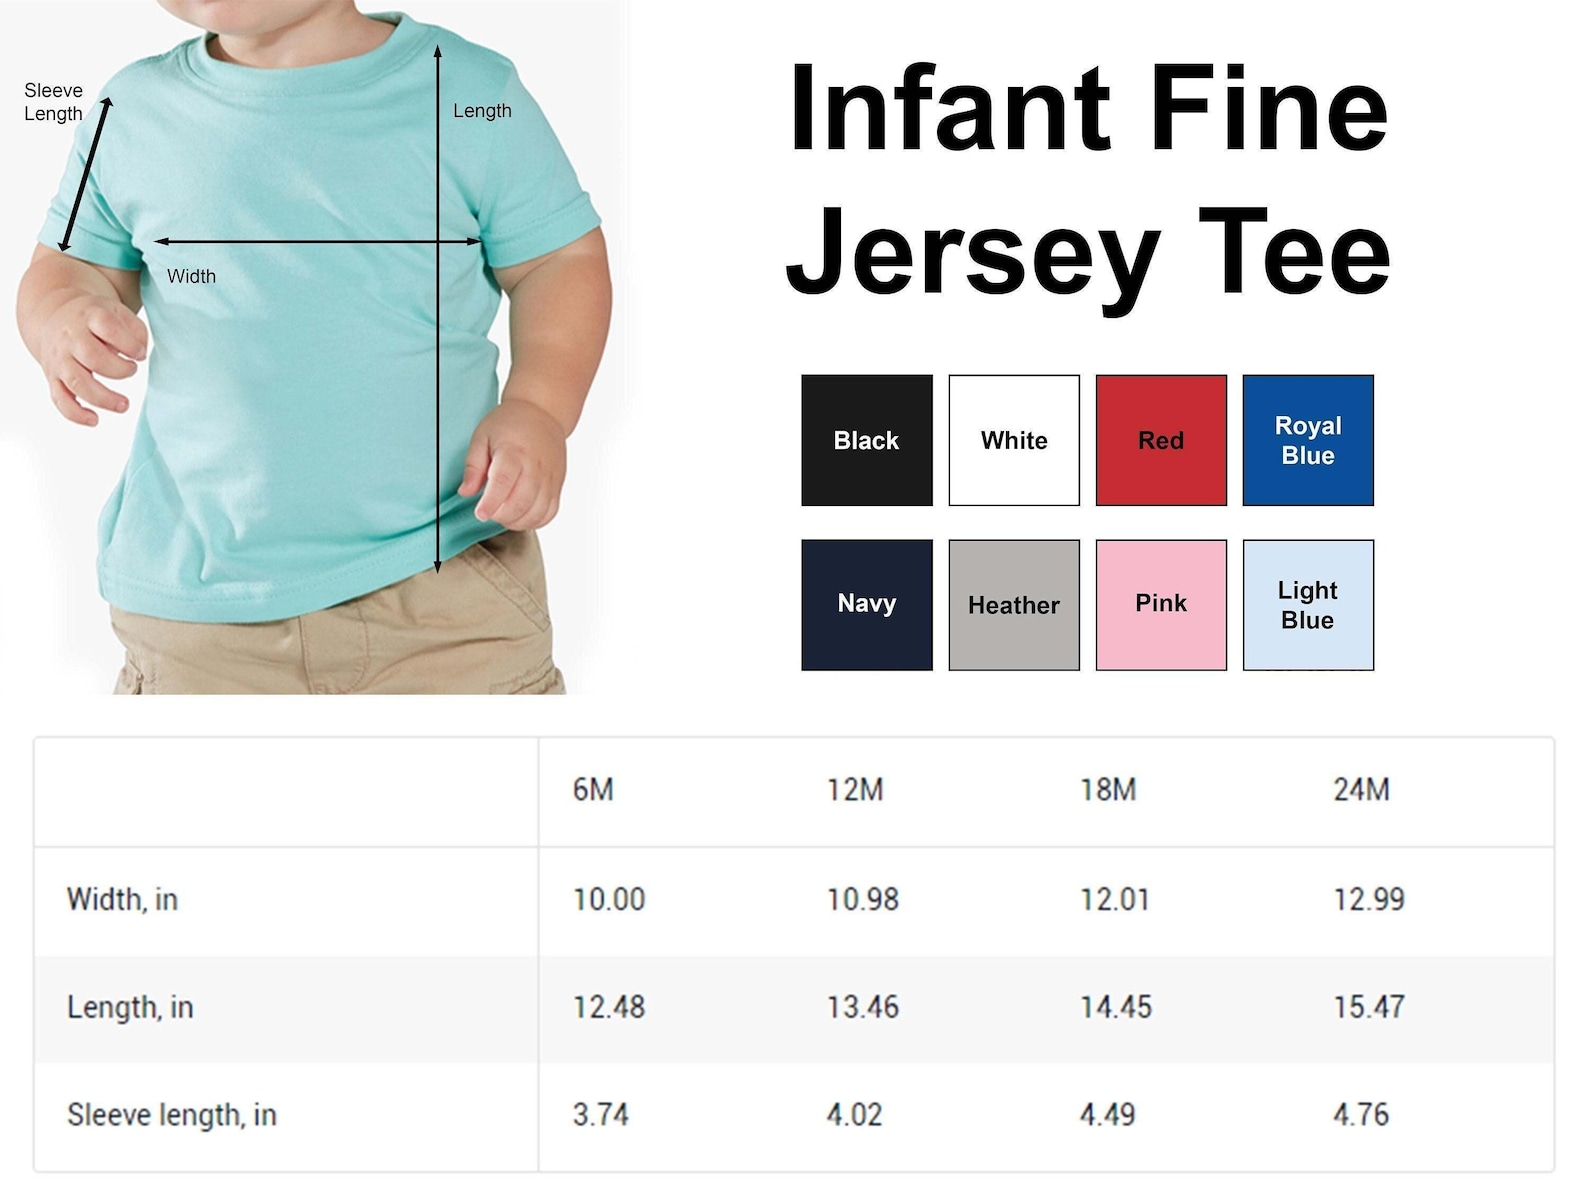 Sleeve
Length
Length
Width
Infant Fine
Jersey Tee
Black
White
Red
Royal
Blue
Navy
Heather
Pink
Light
Blue
6M 12M 18M 24M
Width, in 10.00 10.98 12.01 12.99
Length, in 12.48 13.46 14.45 15.47
Sleeve length, in 3.74 4.02 4.49 4.76